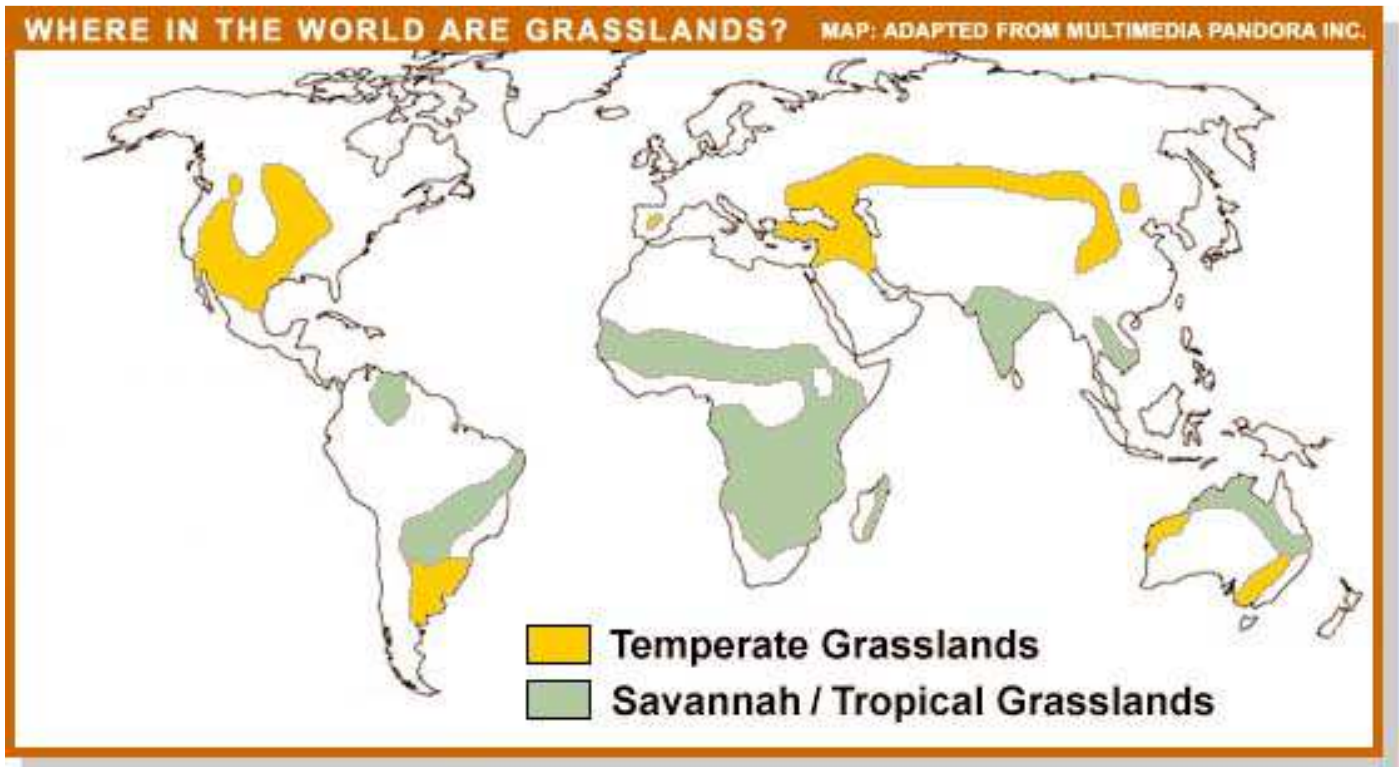 WHERE IN THE WORLD ARE GRASSLANDS? MAP: ADAPTED FROM MULTIMEDIA PANDORA INC.
Temperate Grasslands
Savannah / Tropical Grasslands